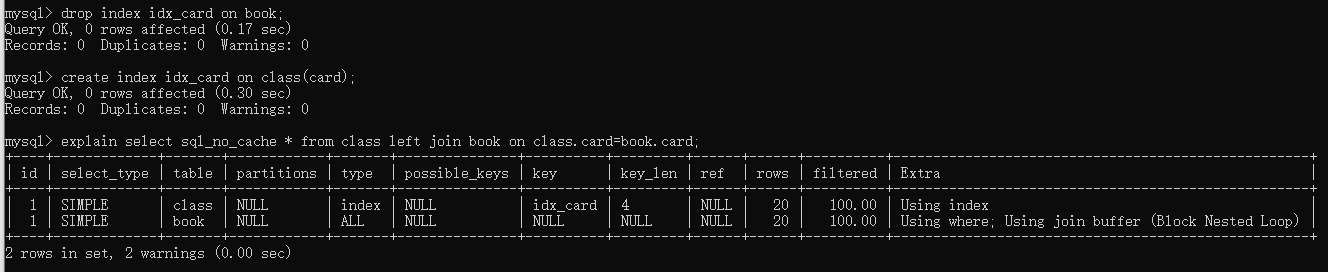 mysql> drop index idx_card on book;
Query OK, 0 rows affected (0.17 sec)
Records: 0  Duplicates: 0  Warnings: 0
mysql> create index idx_card on class(card);
Query OK, 0 rows affected (0.30 sec)
Records: 0  Duplicates: 0  Warnings: 0
mysql> explain select sql_no_cache * from class left join book on class.card=book.card;
| id | select_type | table | partitions | type | possible_keys | key | key_len | ref | rows | filtered | Extra |
| 1 | SIMPLE | class | NULL | index | NULL | idx_card | 4 | NULL | 20 | 100.00 | Using index |
| 1 | SIMPLE | book | NULL | ALL | NULL | NULL | NULL | NULL | 20 | 100.00 | Using where; Using join buffer (Block Nested Loop) |
2 rows in set, 2 warnings (0.00 sec)